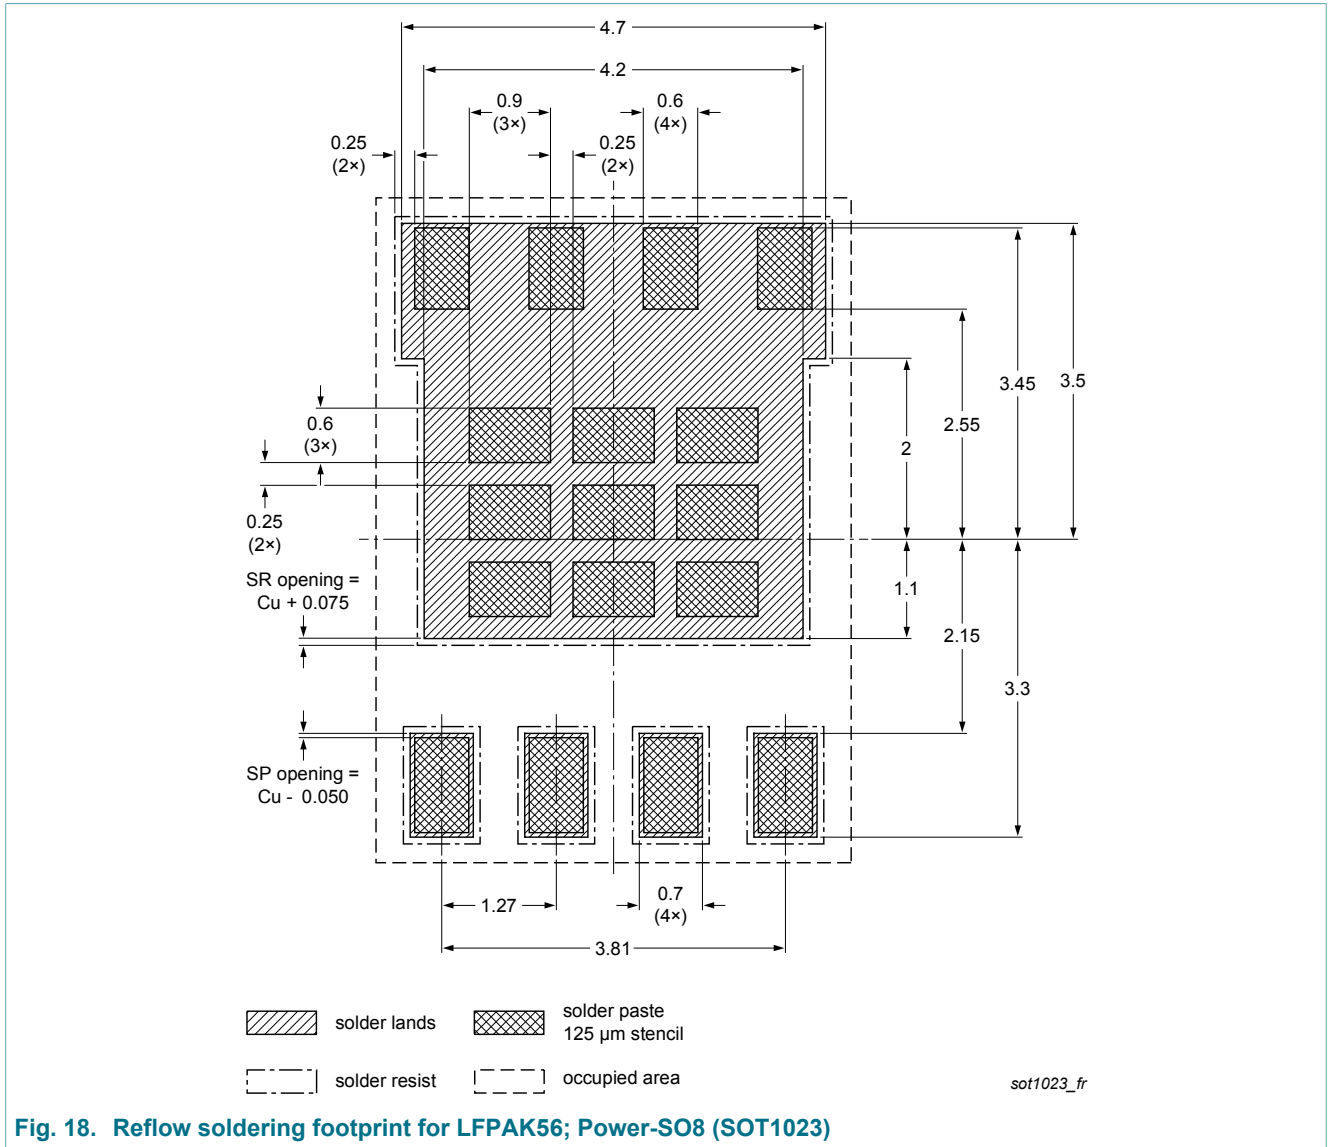 4.7
4.2
0.9
(3×)
0.6
(4×)
0.25
(2×)
0.25
(2×)
3.45
3.5
2.55
2
0.6
(3×)
0.25
(2×)
SR opening =
Cu + 0.075
1.1
2.15
3.3
SP opening =
Cu - 0.050
1.27
0.7
(4×)
3.81
solder lands
solder paste
125 µm stencil
solder resist
occupied area
sot1023_fr
Fig. 18. Reflow soldering footprint for LFPAK56; Power-SO8 (SOT1023)